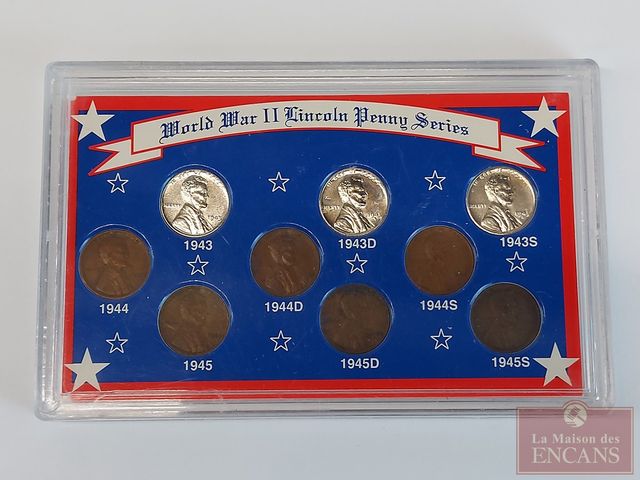 World War II Lincoln Penny Series
1943
1943D
1943S
1944
1944D
1944S
1945
1945D
1945S
La Maison des
ENCANS